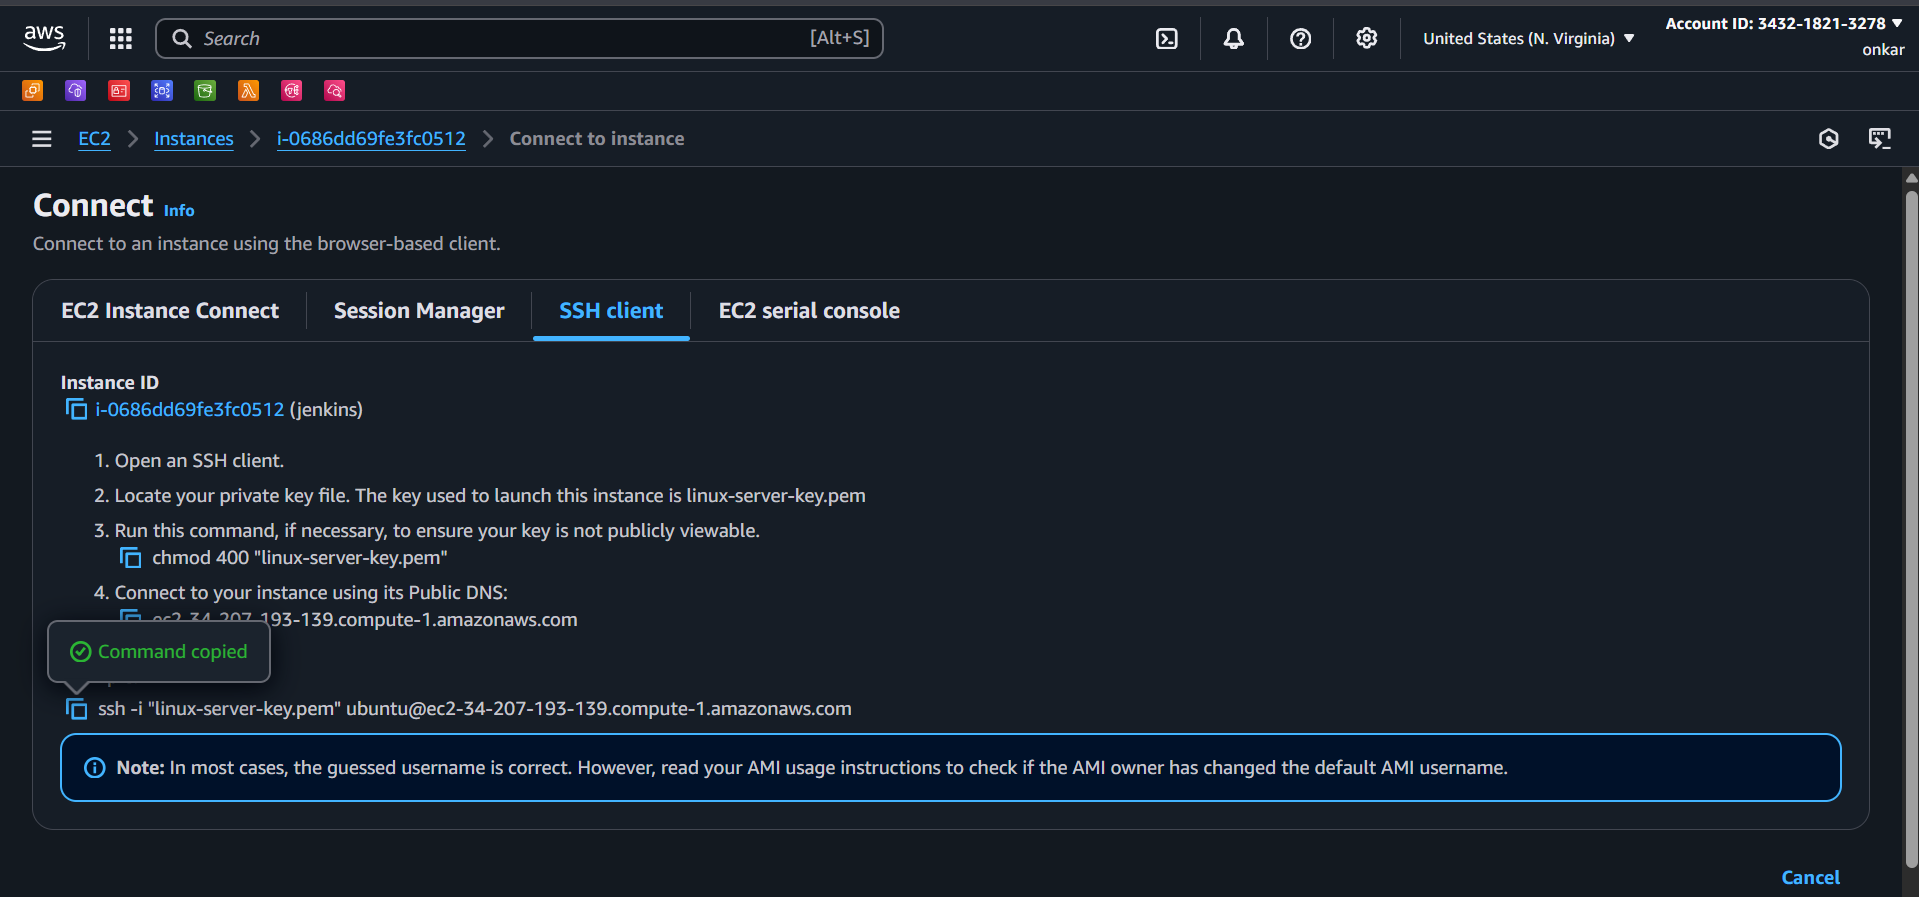 aws
Search [Alt+S]
United States (N. Virginia)
Account ID: 3432-1821-3278
onkar
EC2
Instances
i-0686dd69fe3fc0512
Connect to instance
Connect Info
Connect to an instance using the browser-based client.
EC2 Instance Connect
Session Manager
SSH client
EC2 serial console
Instance ID
i-0686dd69fe3fc0512 (jenkins)
1. Open an SSH client.
2. Locate your private key file. The key used to launch this instance is linux-server-key.pem
3. Run this command, if necessary, to ensure your key is not publicly viewable.
chmod 400 "linux-server-key.pem"
4. Connect to your instance using its Public DNS:
ec2-34-207-193-139.compute-1.amazonaws.com
Command copied
ssh -i "linux-server-key.pem" ubuntu@ec2-34-207-193-139.compute-1.amazonaws.com
Note: In most cases, the guessed username is correct. However, read your AMI usage instructions to check if the AMI owner has changed the default AMI username.
Cancel